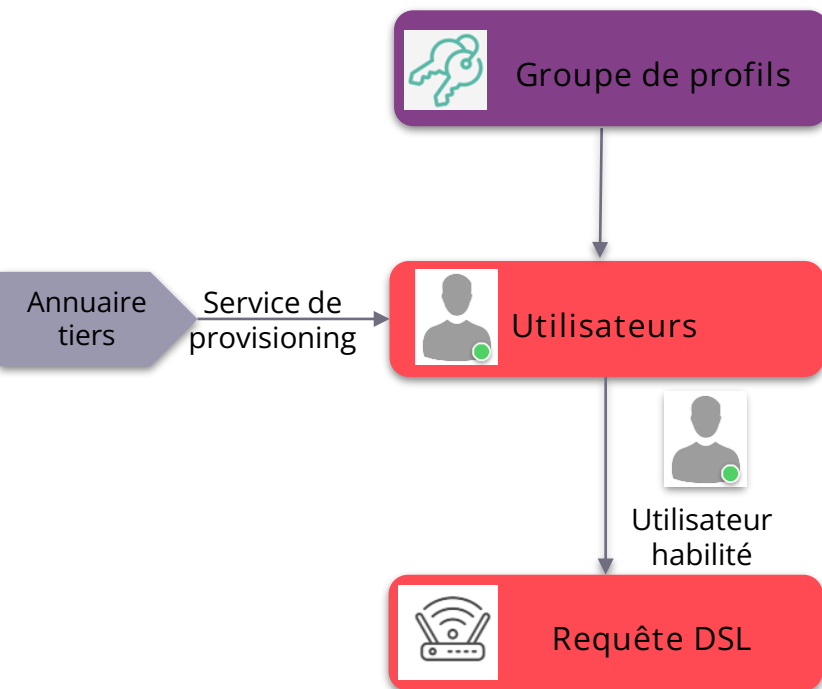 Groupe de profils
Annuaire
tiers
Service de
provisioning
Utilisateurs
Utilisateur
habilité
Requête DSL